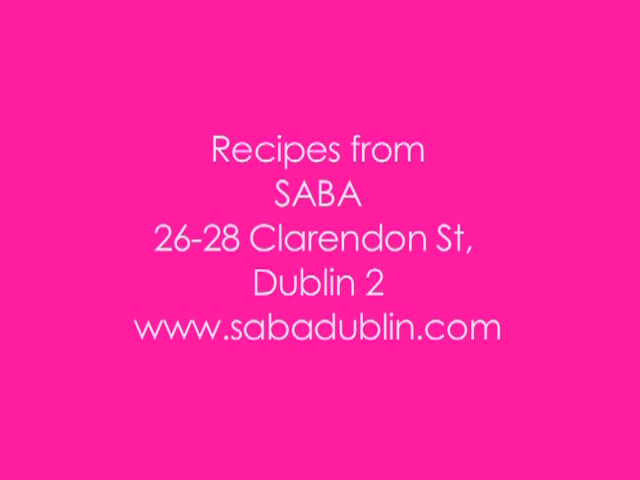 Recipes from
SABA
26-28 Clarendon St,
Dublin 2
www.sabadublin.com